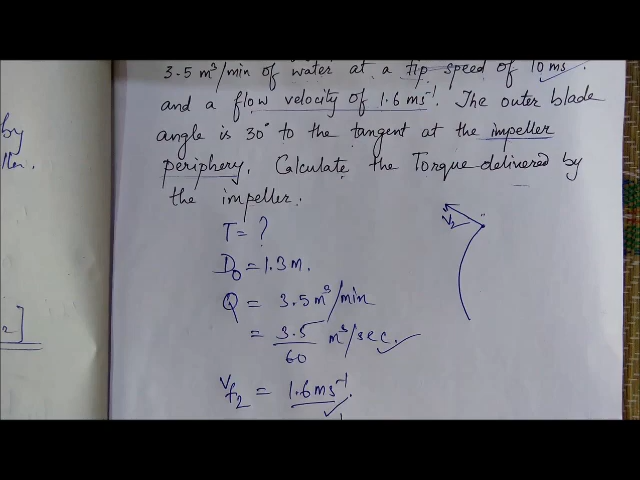 3.5 m³/min of water at a tip speed of 10 ms
and a flow velocity of 1.6 ms⁻¹. The outer blade
angle is 30° to the tangent at the impeller
periphery. Calculate the Torque delivered by
the impeller.
T = ?
D₀ = 1.3 m.
Q = 3.5 m³/min
= 3.5/60 m³/sec.
Vf₂ = 1.6 ms⁻¹.
V₂
by
2]